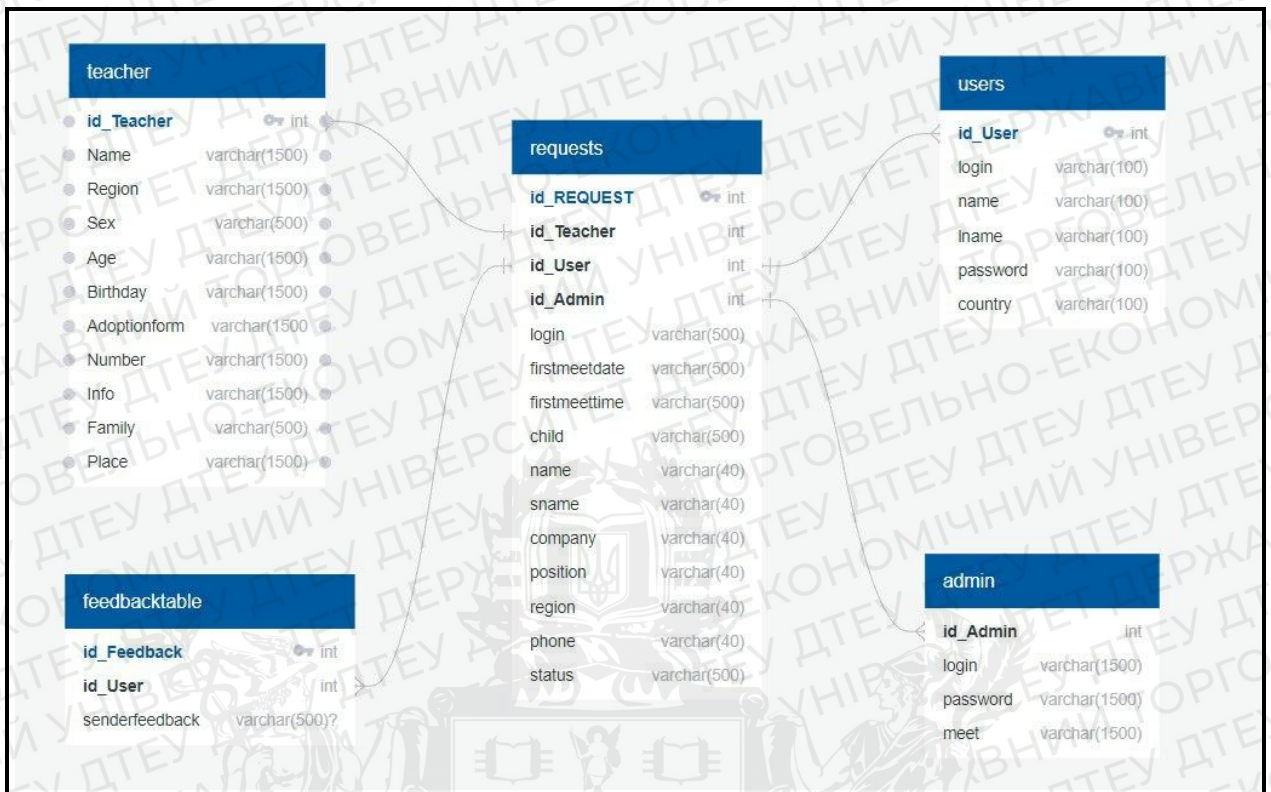 teacher
id_Teacher int
Name varchar(1500)
Region varchar(1500)
Sex varchar(500)
Age varchar(1500)
Birthday varchar(1500)
Adoptionform varchar(1500
Number varchar(1500)
Info varchar(1500)
Family varchar(500)
Place varchar(1500)
feedbacktable
id_Feedback int
id_User int
senderfeedback varchar(500)?
requests
id_REQUEST int
id_Teacher int
id_User int
id_Admin int
login varchar(500)
firstmeetdate varchar(500)
firstmeettime varchar(500)
child varchar(500)
name varchar(40)
sname varchar(40)
company varchar(40)
position varchar(40)
region varchar(40)
phone varchar(40)
status varchar(500)
users
id_User int
login varchar(100)
name varchar(100)
lname varchar(100)
password varchar(100)
country varchar(100)
admin
id_Admin int
login varchar(1500)
password varchar(1500)
meet varchar(1500)